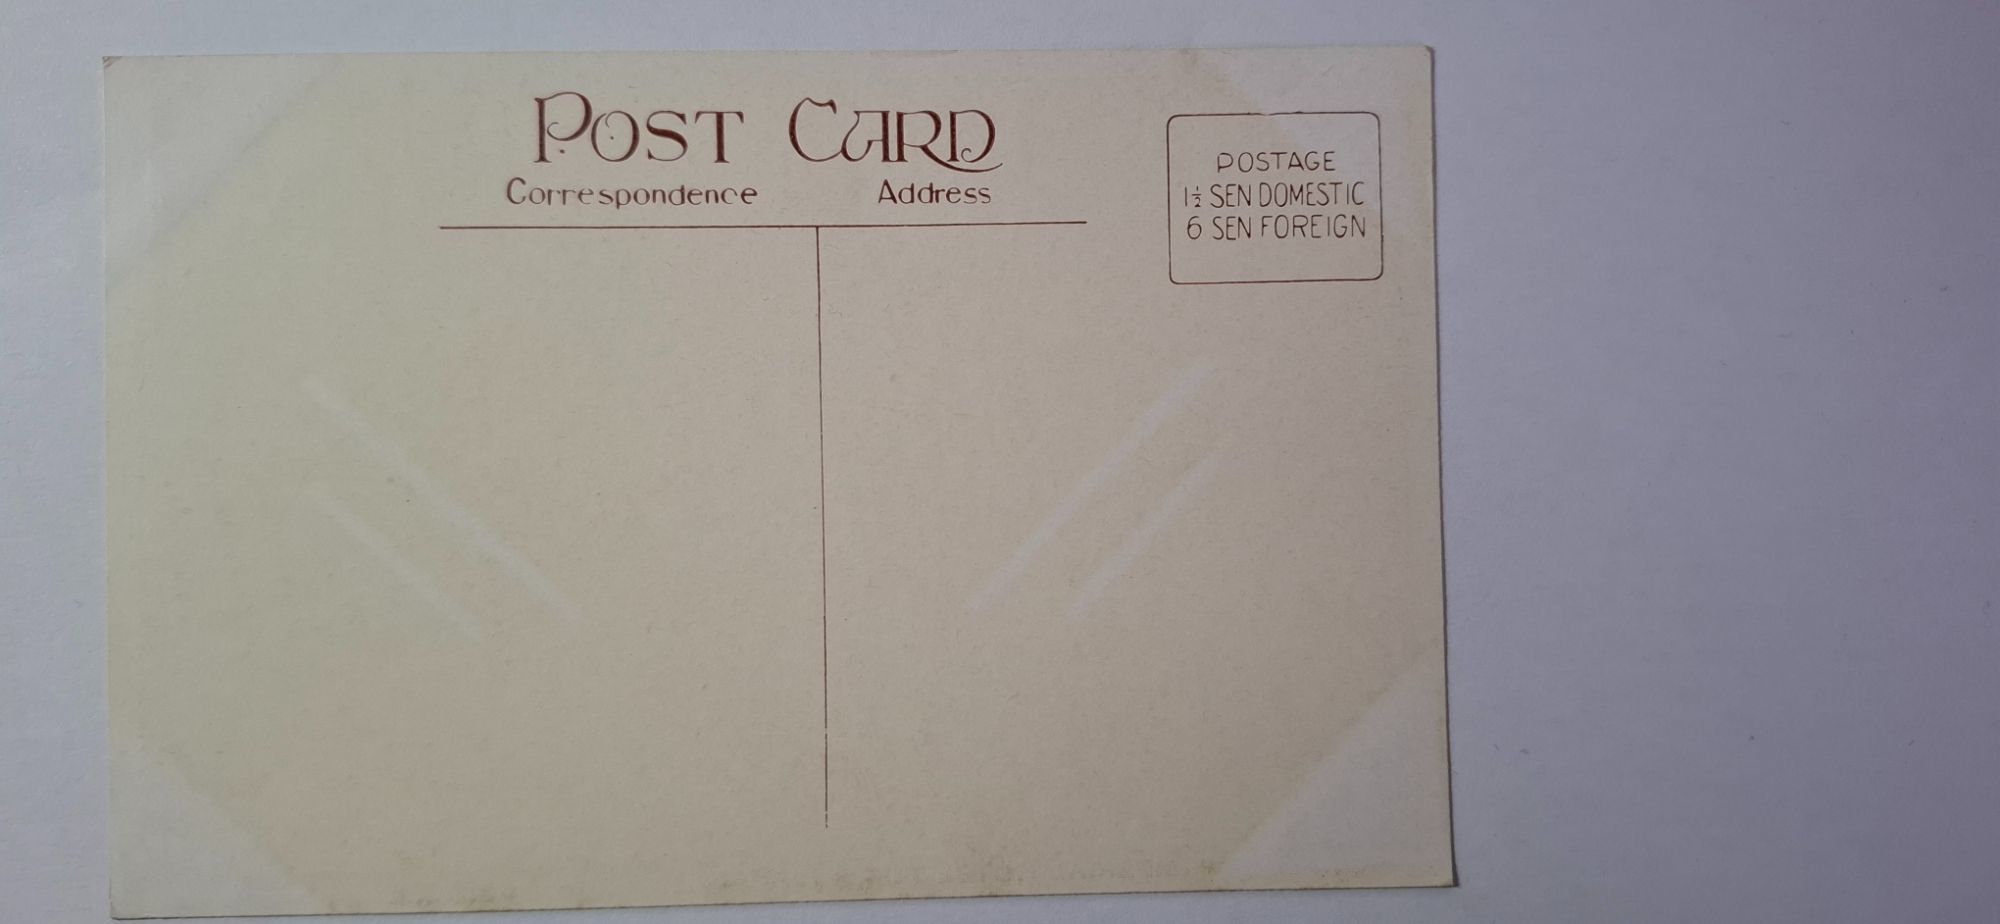 POST CARD
Correspondence Address
POSTAGE
1½ SEN DOMESTIC
6 SEN FOREIGN